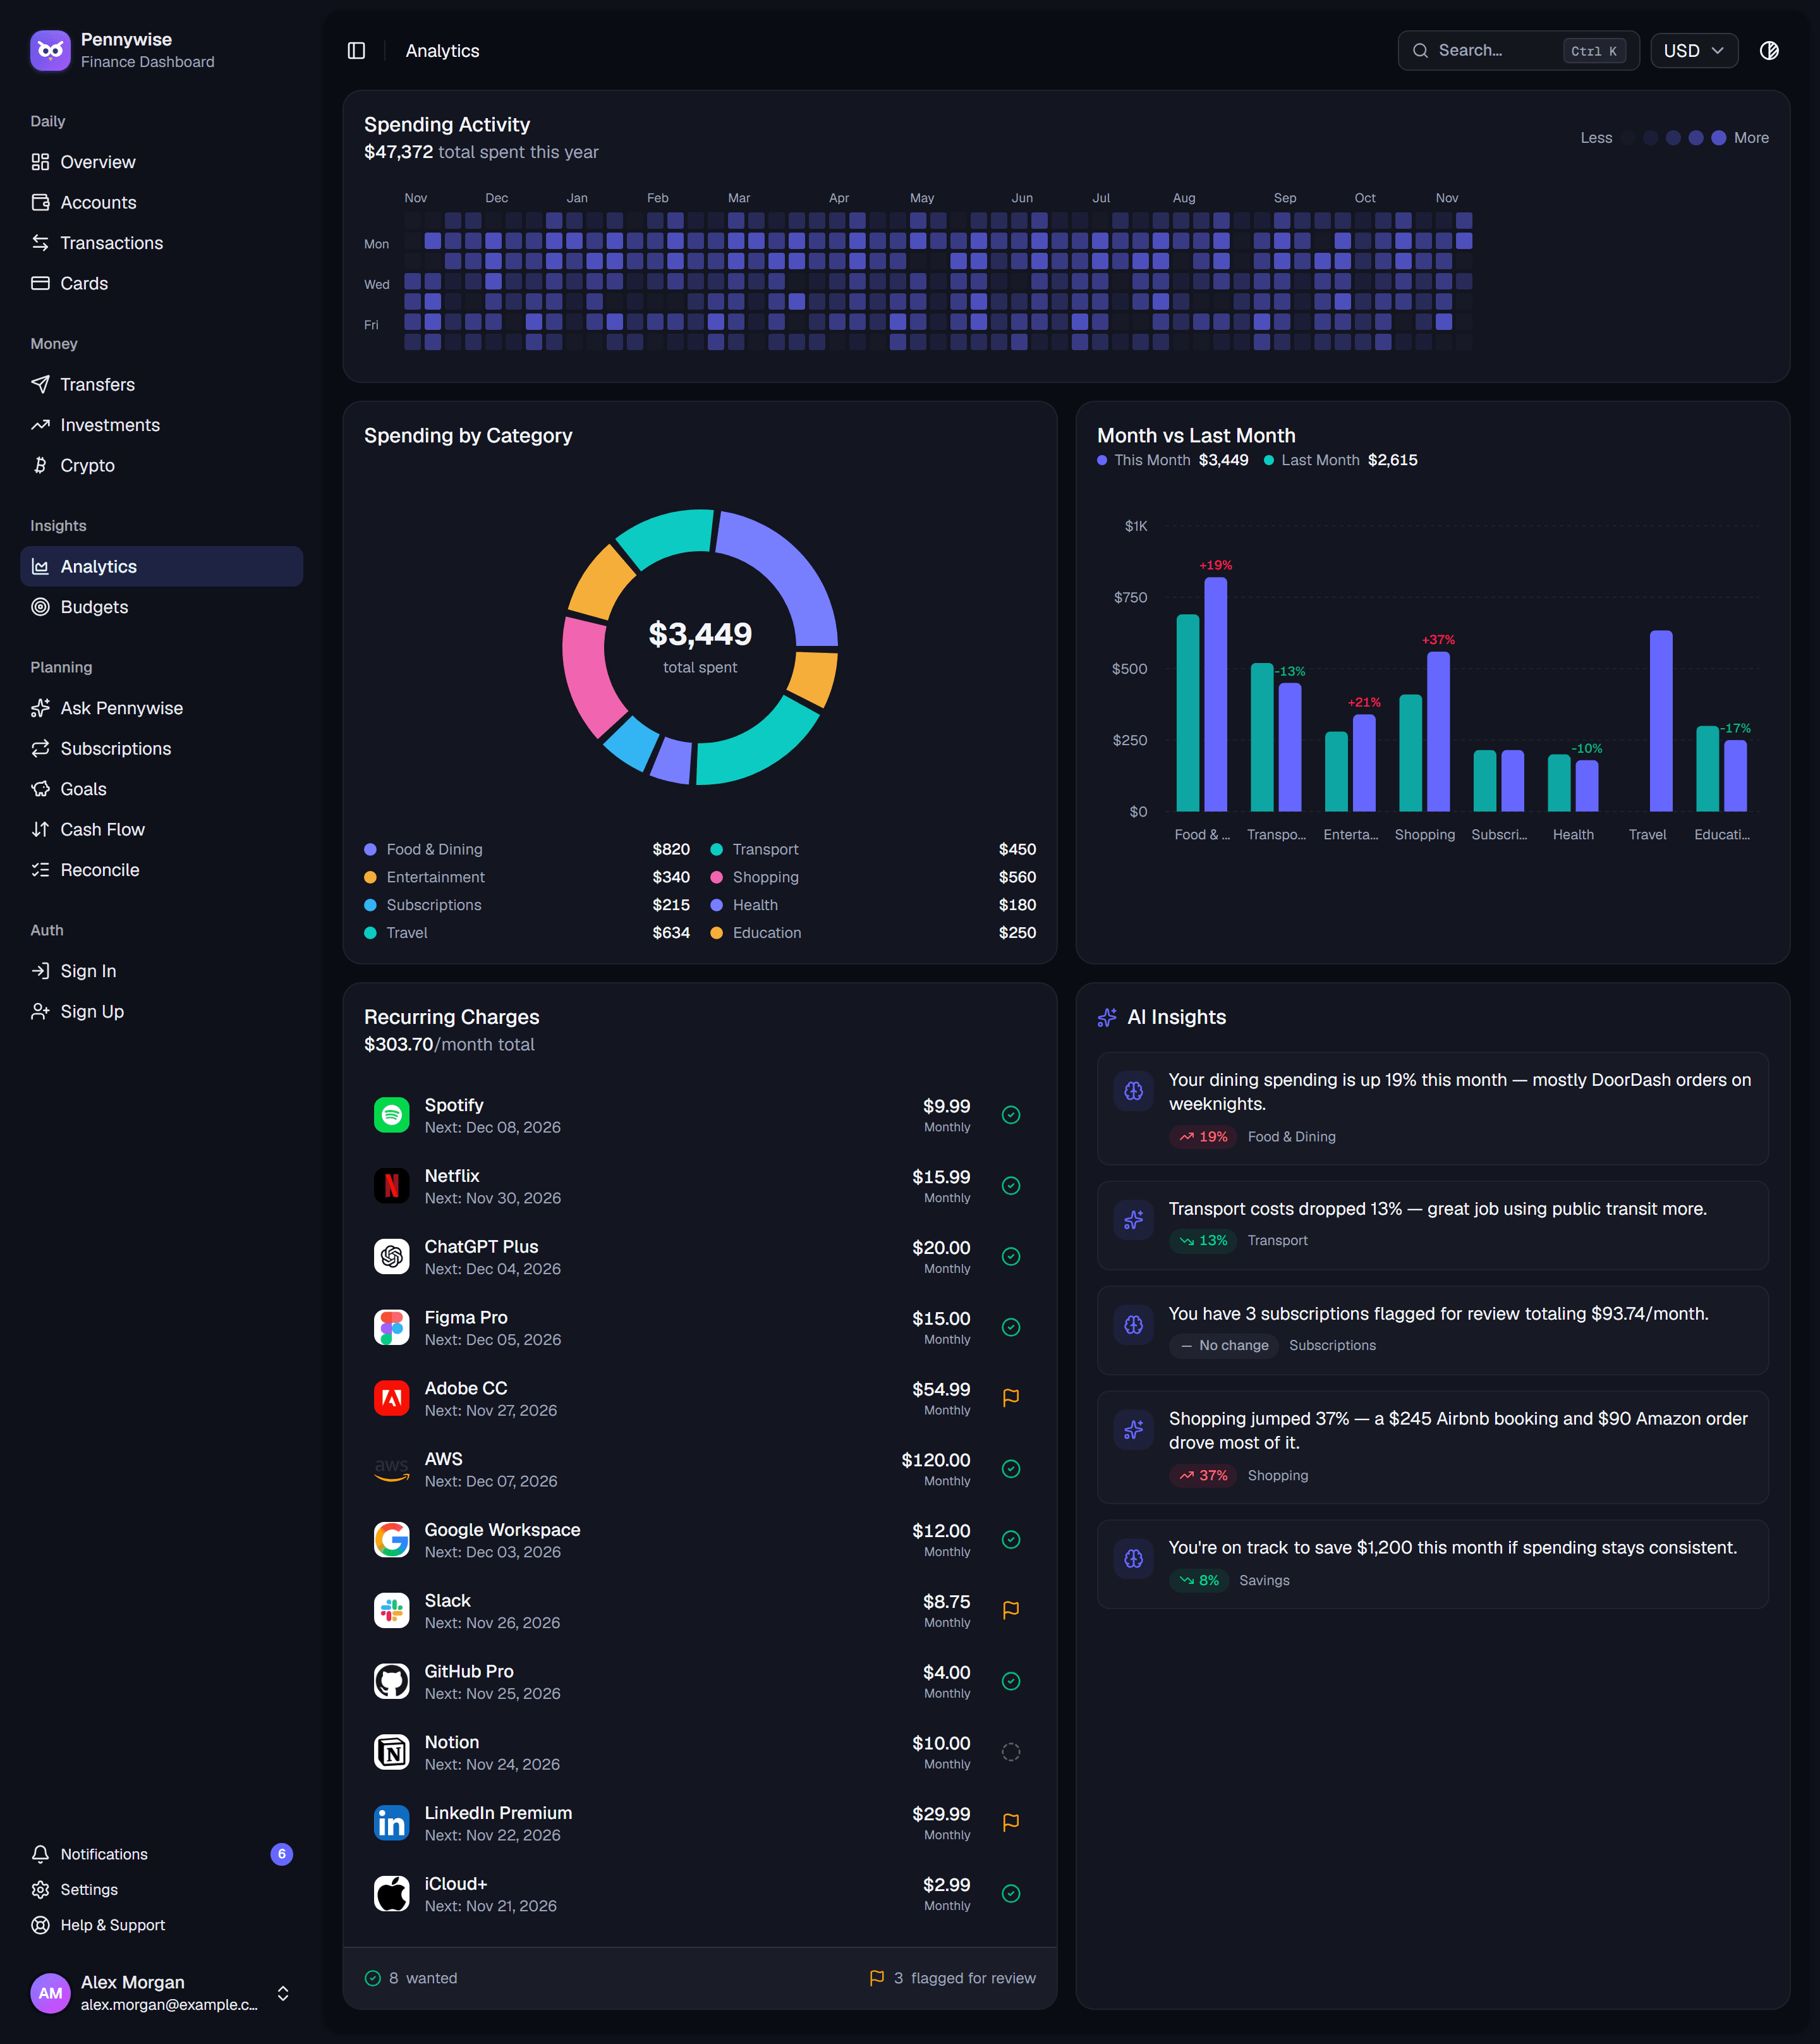 Pennywise
Finance Dashboard
Daily
Overview
Accounts
Transactions
Cards
Money
Transfers
Investments
Crypto
Insights
Analytics
Budgets
Planning
Ask Pennywise
Subscriptions
Goals
Cash Flow
Reconcile
Auth
Sign In
Sign Up
Notifications 6
Settings
Help & Support
AM
Alex Morgan
alex.morgan@example.c...
Analytics
Search... Ctrl K
USD
Spending Activity
$47,372 total spent this year
Less More
Nov Dec Jan Feb Mar Apr May Jun Jul Aug Sep Oct Nov
Mon
Wed
Fri
Spending by Category
$3,449
total spent
Food & Dining $820 Transport $450
Entertainment $340 Shopping $560
Subscriptions $215 Health $180
Travel $634 Education $250
Month vs Last Month
This Month $3,449 Last Month $2,615
$1K
$750
$500
$250
$0
+19%
-13%
+21%
+37%
-10%
-17%
Food & ... Transpo... Enterta... Shopping Subscri... Health Travel Educati...
Recurring Charges
$303.70/month total
Spotify $9.99
Next: Dec 08, 2026 Monthly
Netflix $15.99
Next: Nov 30, 2026 Monthly
ChatGPT Plus $20.00
Next: Dec 04, 2026 Monthly
Figma Pro $15.00
Next: Dec 05, 2026 Monthly
Adobe CC $54.99
Next: Nov 27, 2026 Monthly
aws
AWS $120.00
Next: Dec 07, 2026 Monthly
Google Workspace $12.00
Next: Dec 03, 2026 Monthly
Slack $8.75
Next: Nov 26, 2026 Monthly
GitHub Pro $4.00
Next: Nov 25, 2026 Monthly
Notion $10.00
Next: Nov 24, 2026 Monthly
in
LinkedIn Premium $29.99
Next: Nov 22, 2026 Monthly
iCloud+ $2.99
Next: Nov 21, 2026 Monthly
8 wanted 3 flagged for review
AI Insights
Your dining spending is up 19% this month — mostly DoorDash orders on
weeknights.
19% Food & Dining
Transport costs dropped 13% — great job using public transit more.
13% Transport
You have 3 subscriptions flagged for review totaling $93.74/month.
— No change Subscriptions
Shopping jumped 37% — a $245 Airbnb booking and $90 Amazon order
drove most of it.
37% Shopping
You're on track to save $1,200 this month if spending stays consistent.
8% Savings